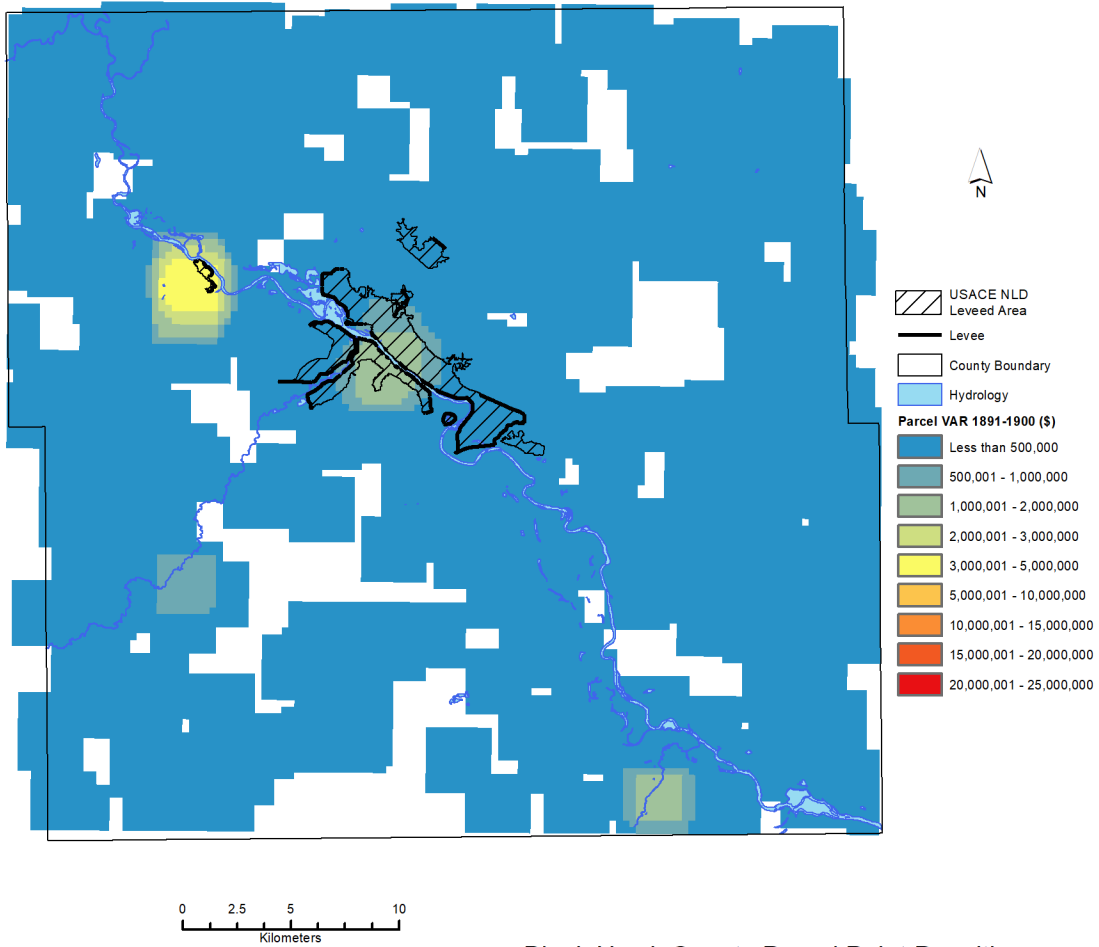 N
USACE NLD
Leveed Area
Levee
County Boundary
Hydrology
Parcel VAR 1891-1900 ($)
Less than 500,000
500,001 - 1,000,000
1,000,001 - 2,000,000
2,000,001 - 3,000,000
3,000,001 - 5,000,000
5,000,001 - 10,000,000
10,000,001 - 15,000,000
15,000,001 - 20,000,000
20,000,001 - 25,000,000
0 2.5 5 10
Kilometers